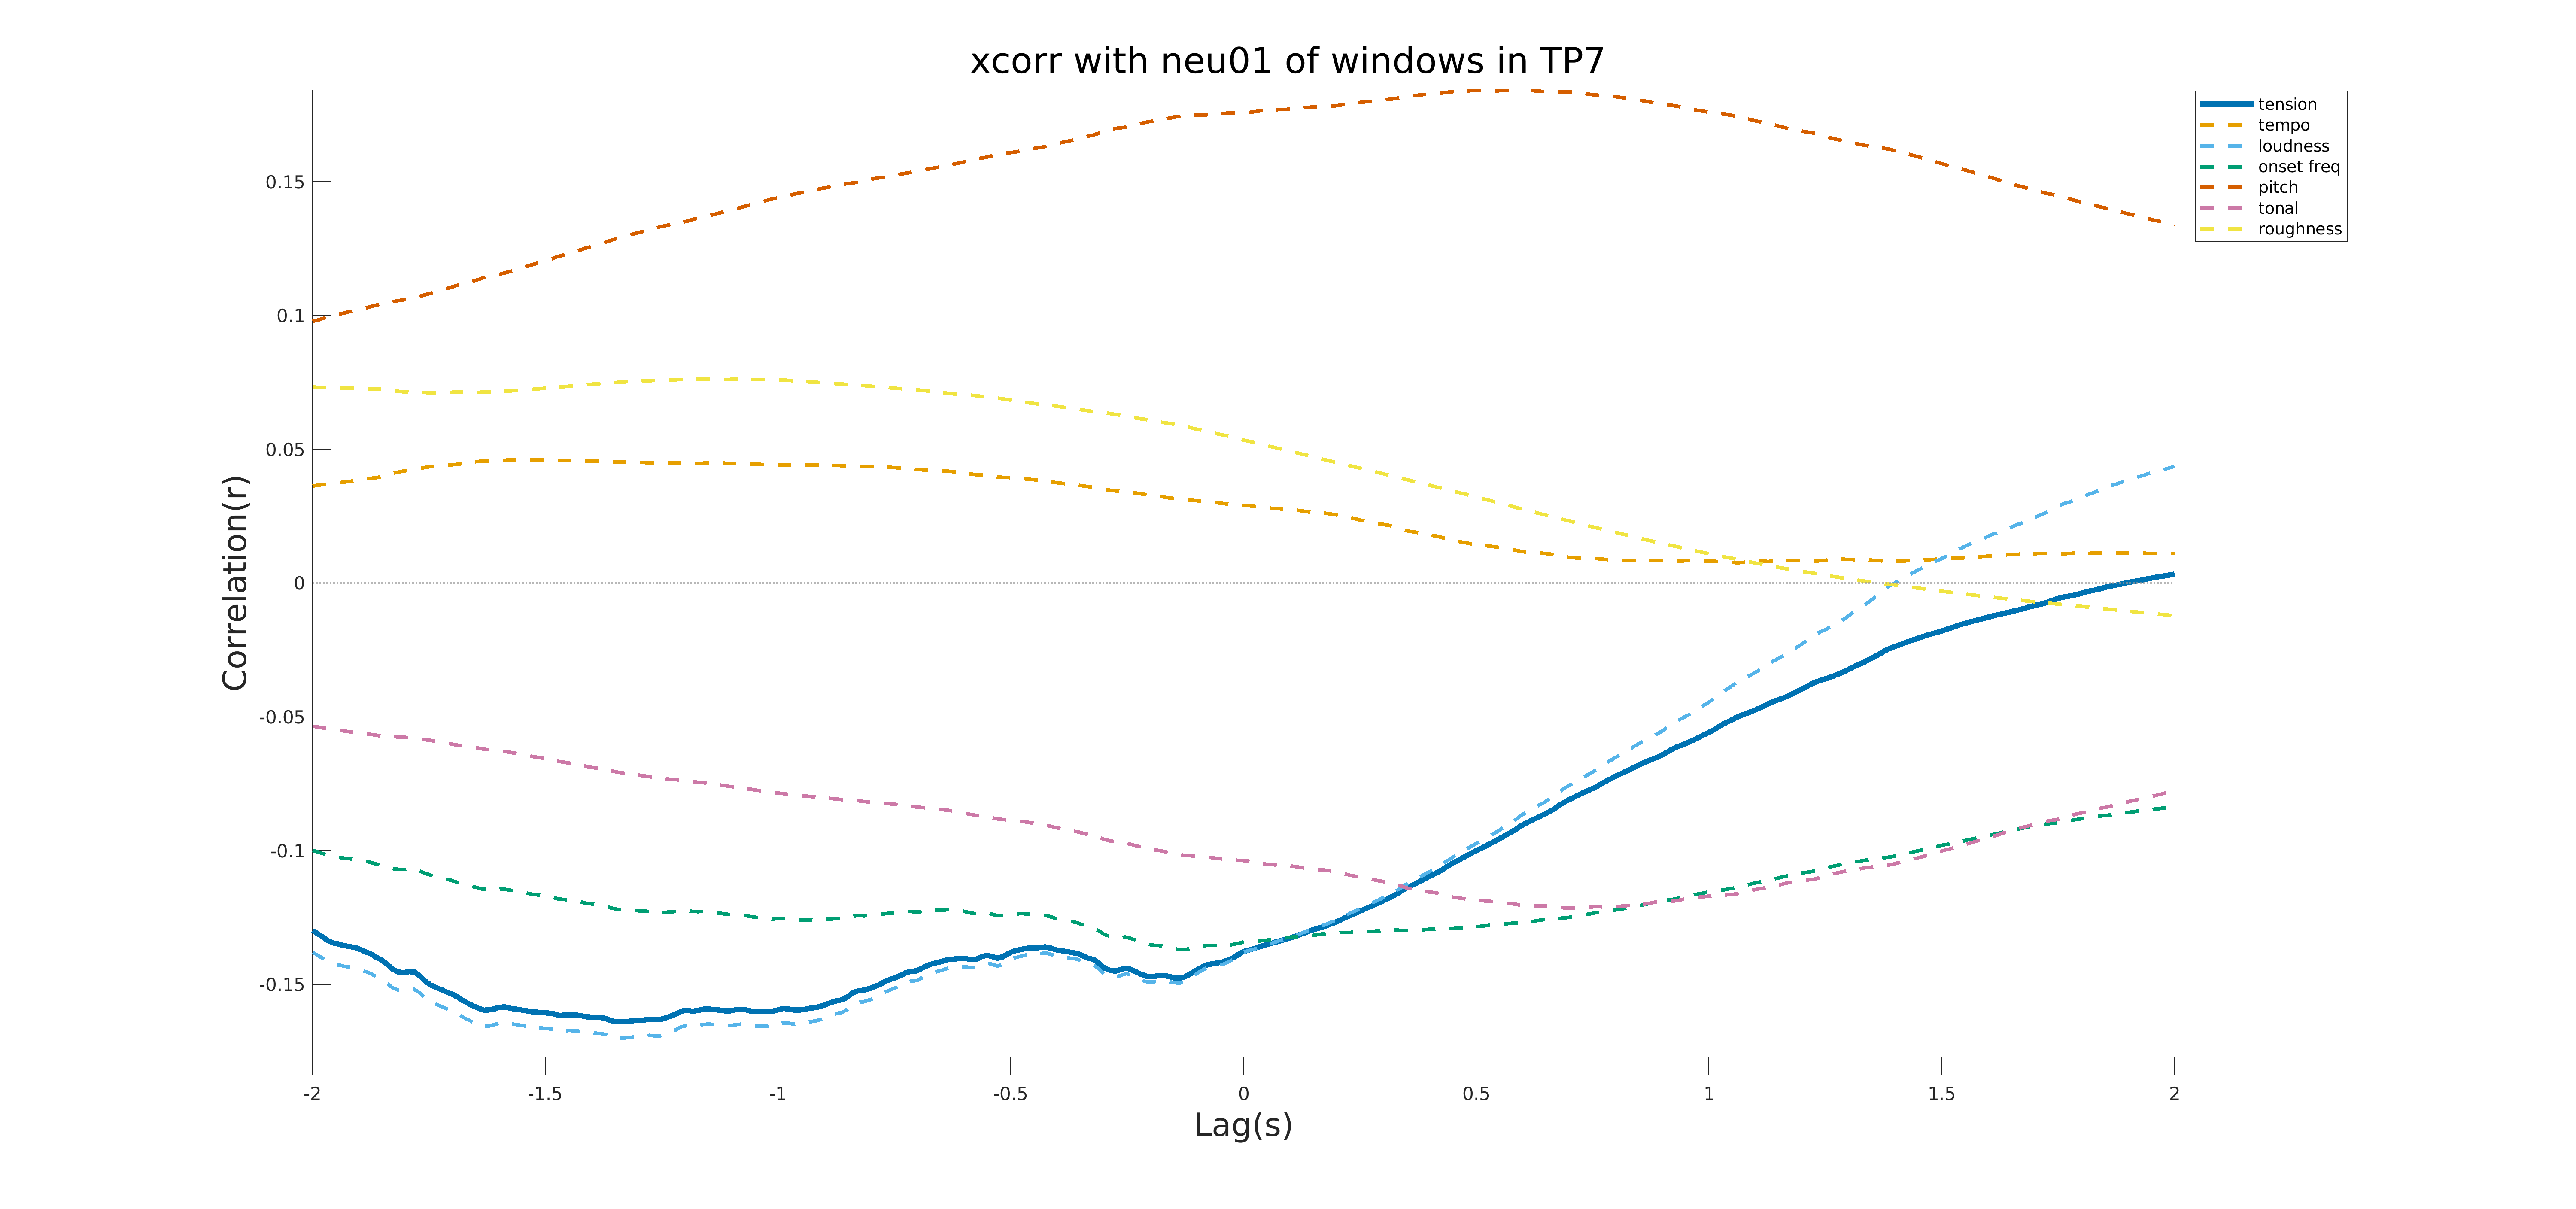 xcorr with neu01 of windows in TP7
tension
tempo
loudness
onset freq
pitch
tonal
roughness
Correlation(r)
0.15
0.1
0.05
0
-0.05
-0.1
-0.15
-2
-1.5
-1
-0.5
0
0.5
1
1.5
2
Lag(s)